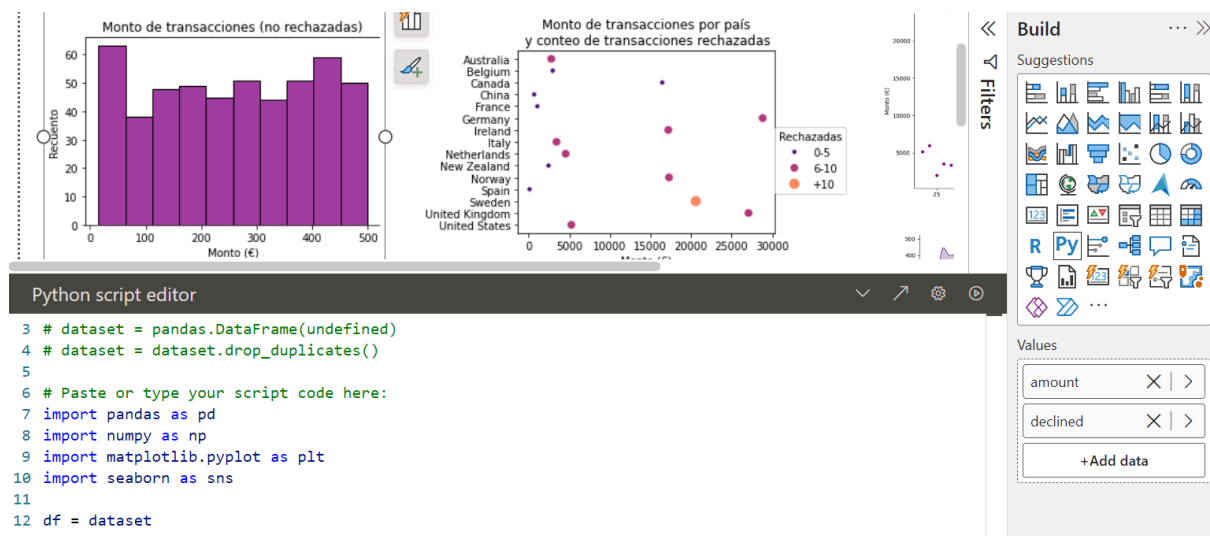 Monto de transacciones (no rechazadas)
60
50
40
30
20
10
0
Recuento
0 100 200 300 400 500
Monto (€)
Monto de transacciones por país
y conteo de transacciones rechazadas
Australia
Belgium
Canada
China
France
Germany
Ireland
Italy
Netherlands
New Zealand
Norway
Spain
Sweden
United Kingdom
United States
0 5000 10000 15000 20000 25000 30000
Monto (€)
Rechazadas
0-5
6-10
+10
20000
15000
10000
5000
Monto (€)
25
500
400
Filters
Build
Suggestions
123
R Py
123
Values
amount
declined
+Add data
Python script editor
3 # dataset = pandas.DataFrame(undefined)
4 # dataset = dataset.drop_duplicates()
5
6 # Paste or type your script code here:
7 import pandas as pd
8 import numpy as np
9 import matplotlib.pyplot as plt
10 import seaborn as sns
11
12 df = dataset